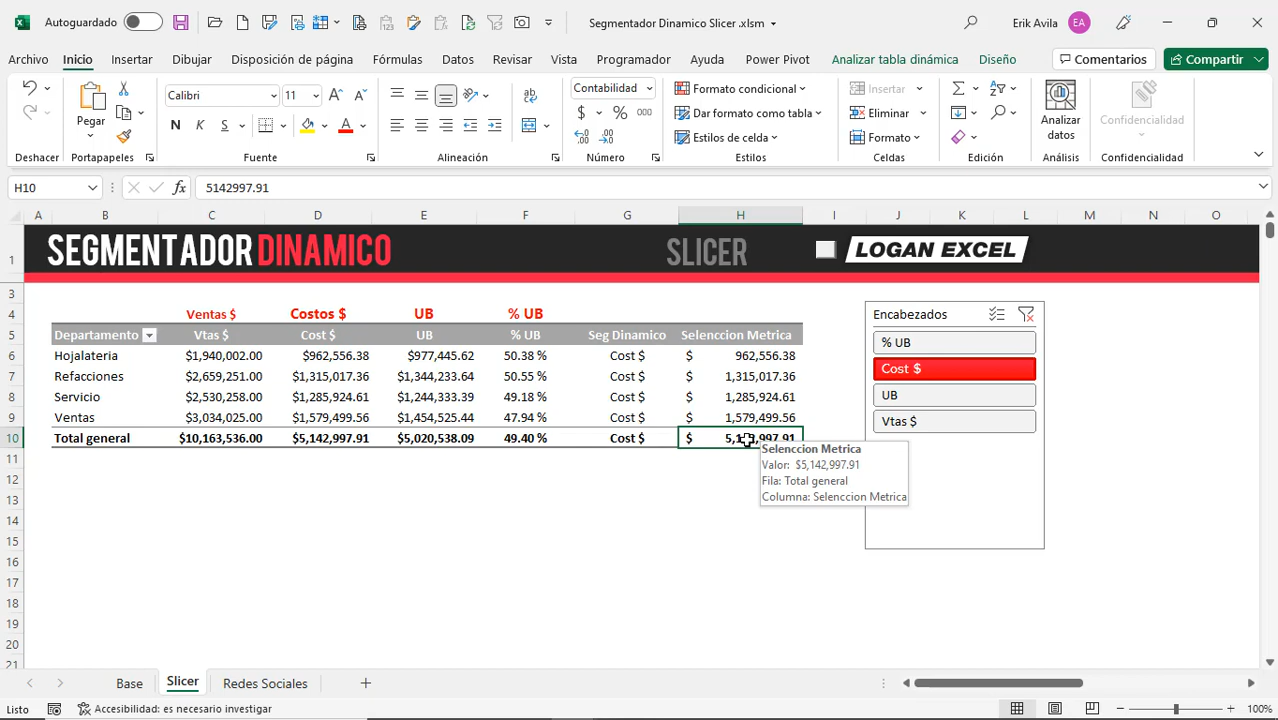 Autoguardado
Segmentador Dinamico Slicer .xlsm
Erik Avila
EA
Archivo Inicio Insertar Dibujar Disposición de página Fórmulas Datos Revisar Vista Programador Ayuda Power Pivot Analizar tabla dinámica Diseño Comentarios Compartir
Pegar
Calibri 11
N K S
Contabilidad
$ % 000
Formato condicional
Dar formato como tabla
Estilos de celda
Insertar
Eliminar
Formato
Analizar datos
Confidencialidad
Deshacer Portapapeles Fuente Alineación Número Estilos Celdas Edición Análisis Confidencialidad
H10 fx 5142997.91
A B C D E F G H I J K L M N O
1 SEGMENTADOR DINAMICO SLICER LOGAN EXCEL
3
4 Ventas $ Costos $ UB % UB
5 Departamento Vtas $ Cost $ UB % UB Seg Dinamico Selenccion Metrica
6 Hojalateria $1,940,002.00 $962,556.38 $977,445.62 50.38 % Cost $ $ 962,556.38
7 Refacciones $2,659,251.00 $1,315,017.36 $1,344,233.64 50.55 % Cost $ $ 1,315,017.36
8 Servicio $2,530,258.00 $1,285,924.61 $1,244,333.39 49.18 % Cost $ $ 1,285,924.61
9 Ventas $3,034,025.00 $1,579,499.56 $1,454,525.44 47.94 % Cost $ $ 1,579,499.56
10 Total general $10,163,536.00 $5,142,997.91 $5,020,538.09 49.40 % Cost $ $
Selenccion Metrica
Valor: $5,142,997.91
Fila: Total general
Columna: Selenccion Metrica
Encabezados
% UB
Cost $
UB
Vtas $
11
12
13
14
15
16
17
18
19
20
21
Base Slicer Redes Sociales
Listo Accesibilidad: es necesario investigar 100%